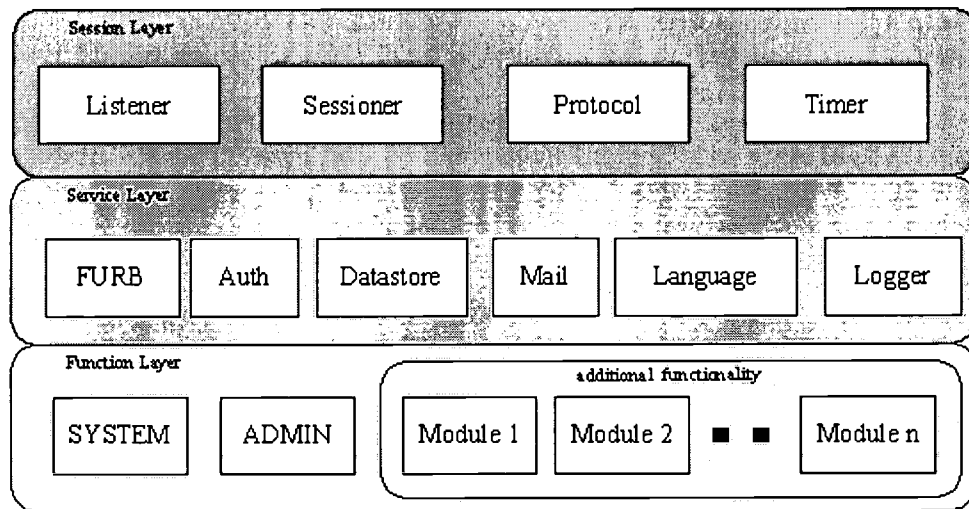 Session Layer
Listener
Sessioner
Protocol
Timer
Service Layer
FURB
Auth
Datastore
Mail
Language
Logger
Function Layer
additional functionality
SYSTEM
ADMIN
Module 1
Module 2
Module n